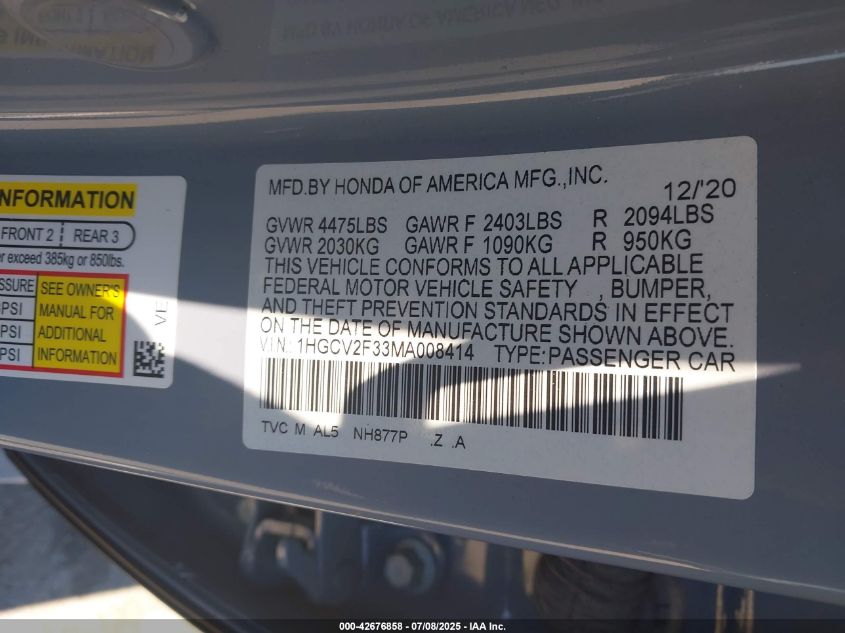 MFD.BY HONDA OF AMERICA MFG.,INC. 12/'20
GVWR 4475LBS GAWR F 2403LBS R 2094LBS
GVWR 2030KG GAWR F 1090KG R 950KG
THIS VEHICLE CONFORMS TO ALL APPLICABLE
FEDERAL MOTOR VEHICLE SAFETY , BUMPER,
AND THEFT PREVENTION STANDARDS IN EFFECT
ON THE DATE OF MANUFACTURE SHOWN ABOVE.
VIN: 1HGCV2F33MA008414 TYPE:PASSENGER CAR
TVC M AL5 NH877P .Z .A
FRONT 2 REAR 3
exceed 385kg or 850lbs.
SEE OWNER'S
MANUAL FOR
ADDITIONAL
INFORMATION
PSI
PSI
VE
000-42676858 - 07/08/2025 - IAA Inc.